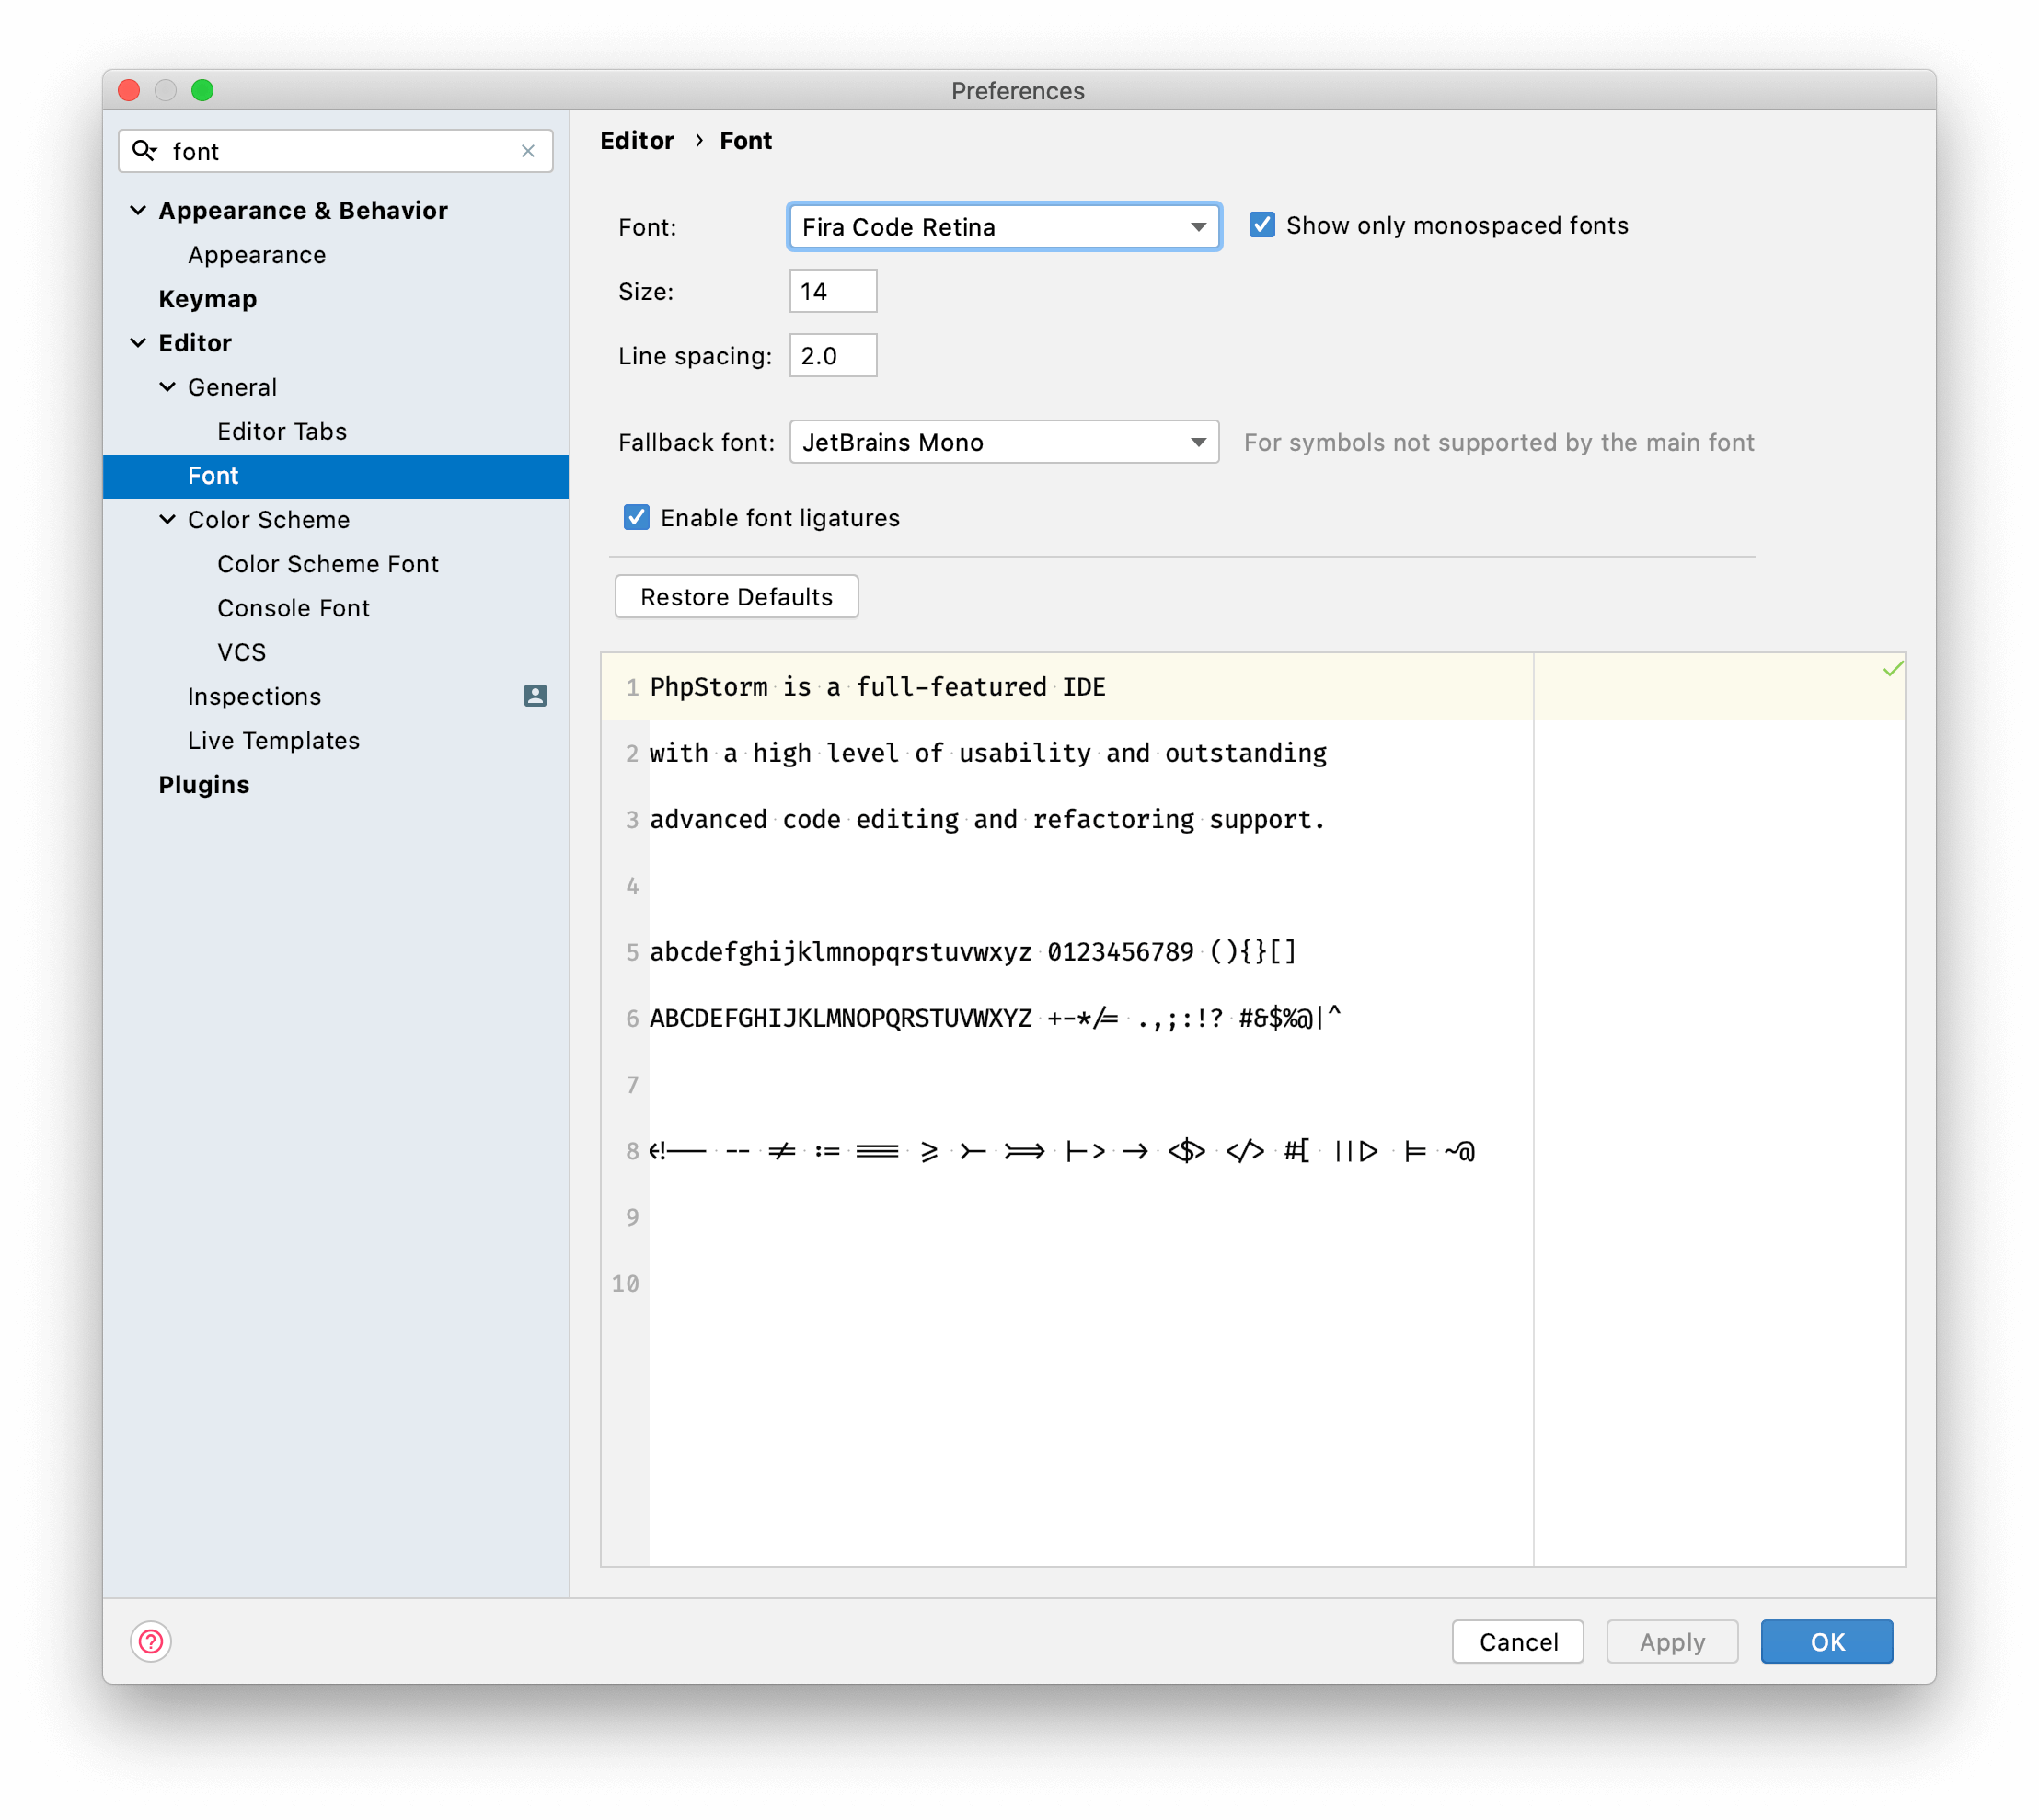 Preferences
font
Appearance & Behavior
Appearance
Keymap
Editor
General
Editor Tabs
Font
Color Scheme
Color Scheme Font
Console Font
VCS
Inspections
Live Templates
Plugins
Editor › Font
Font: Fira Code Retina Show only monospaced fonts
Size: 14
Line spacing: 2.0
Fallback font: JetBrains Mono For symbols not supported by the main font
Enable font ligatures
Restore Defaults
1 PhpStorm is a full-featured IDE
2 with a high level of usability and outstanding
3 advanced code editing and refactoring support.
4
5 abcdefghijklmnopqrstuvwxyz 0123456789 (){}[]
6 ABCDEFGHIJKLMNOPQRSTUVWXYZ +-*/= .,;:!? #&$%@|^
7
8 <!-- -- != := === >= >- >=> |-> -> <$> </> #[ ||> |= ~@
9
10
? Cancel Apply OK